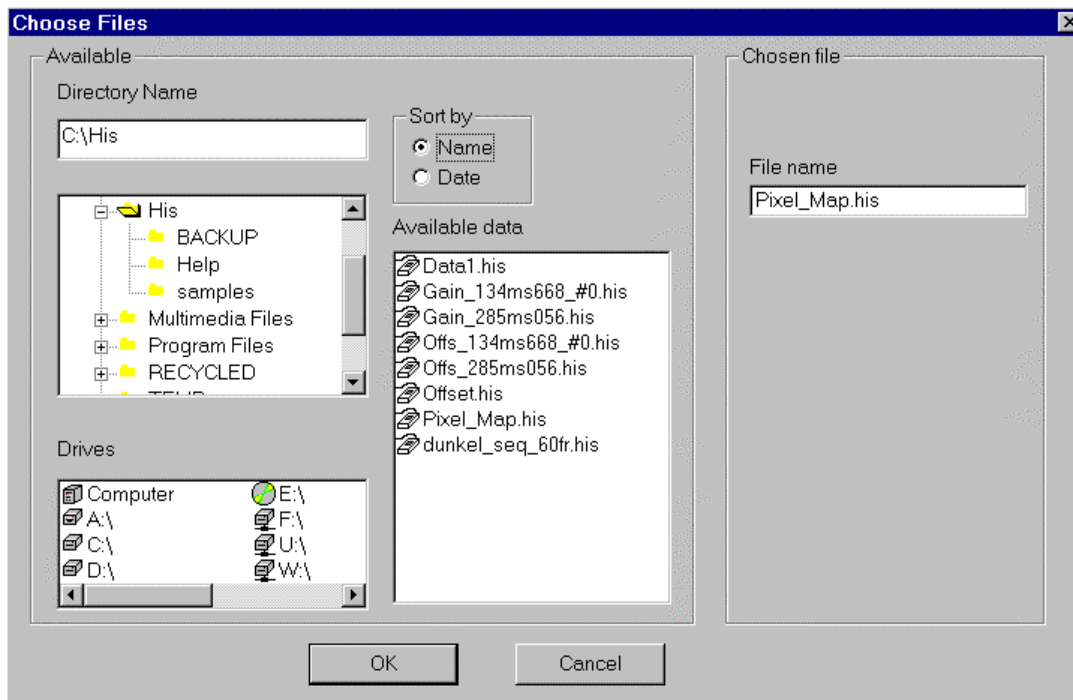 Choose Files
Available
Directory Name
C:\His
His
BACKUP
Help
samples
Multimedia Files
Program Files
RECYCLED
Drives
Computer
A:\
C:\
D:\
E:\
F:\
U:\
W:\
Sort by
Name
Date
Available data
Data1.his
Gain_134ms668_#0.his
Gain_285ms056.his
Offs_134ms668_#0.his
Offs_285ms056.his
Offset.his
Pixel_Map.his
dunkel_seq_60fr.his
Chosen file
File name
Pixel_Map.his
OK
Cancel